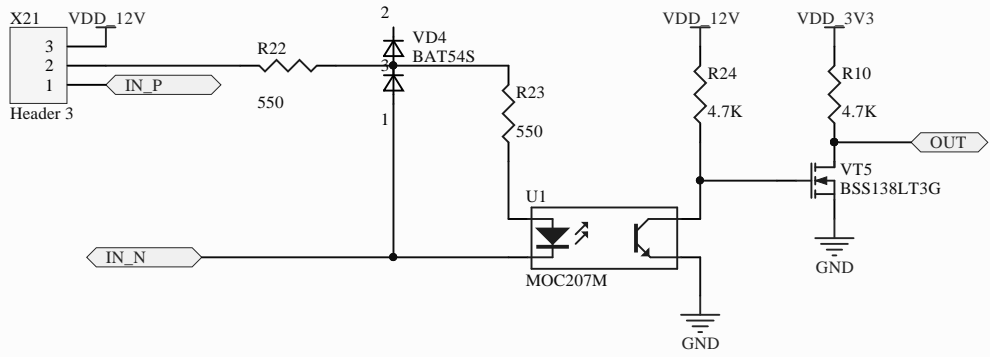 X21
VDD_12V
3
2
1
IN_P
Header 3
R22
550
2
VD4
BAT54S
3
1
R23
550
U1
MOC207M
IN_N
VDD_12V
R24
4.7K
GND
VDD_3V3
R10
4.7K
OUT
VT5
BSS138LT3G
GND